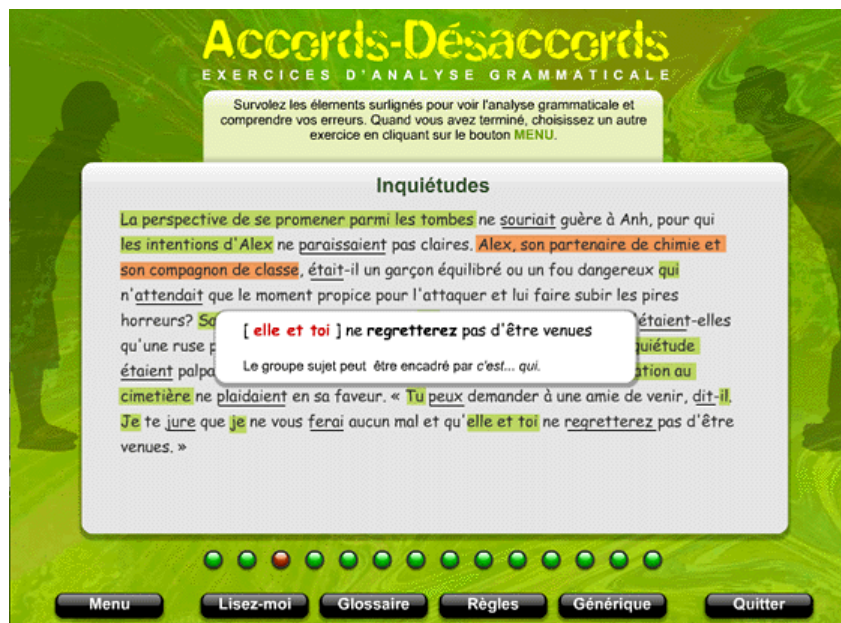 Accords-Désaccords
EXERCICES D'ANALYSE GRAMMATICALE
Survolez les élements surlignés pour voir l'analyse grammaticale et
comprendre vos erreurs. Quand vous avez terminé, choisissez un autre
exercice en cliquant sur le bouton MENU.
Inquiétudes
La perspective de se promener parmi les tombes ne souriait guère à Anh, pour qui
les intentions d'Alex ne paraissaient pas claires. Alex, son partenaire de chimie et
son compagnon de classe, était-il un garçon équilibré ou un fou dangereux qui
n'attendait que le moment propice pour l'attaquer et lui faire subir les pires
horreurs? étaient-elles
[ elle et toi ] ne regretterez pas d'être venues
qu'une ruse
Le groupe sujet peut être encadré par c'est... qui.
étaient
cimetière ne plaidaient en sa faveur. « Tu peux demander à une amie de venir, dit-il.
Je te jure que je ne vous ferai aucun mal et qu'elle et toi ne regretterez pas d'être
venues. »
Menu
Lisez-moi
Glossaire
Règles
Générique
Quitter